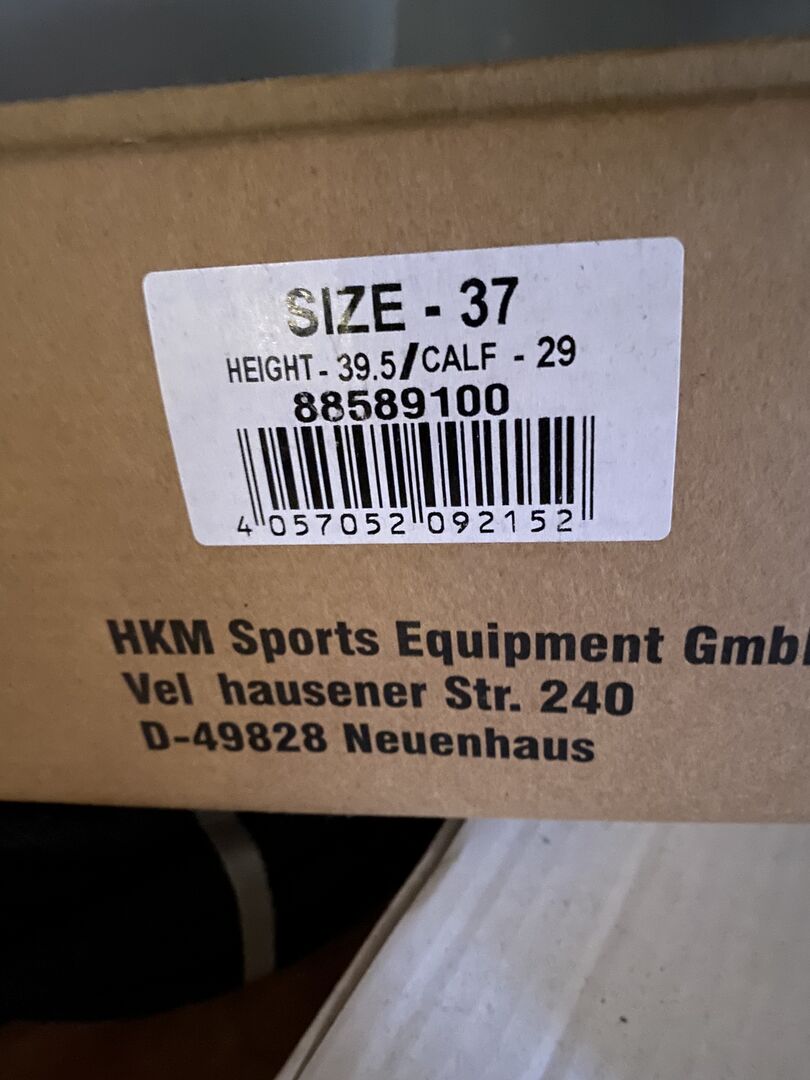 SIZE - 37
HEIGHT - 39.5/CALF - 29
88589100
4 057052 092152
HKM Sports Equipment Gmb
Vel hausener Str. 240
D-49828 Neuenhaus